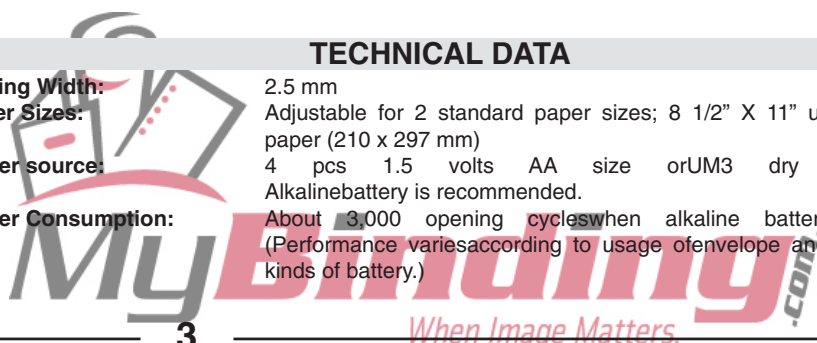 TECHNICAL DATA
ing Width: 2.5 mm
er Sizes: Adjustable for 2 standard paper sizes; 8 1/2” X 11” u
paper (210 x 297 mm)
er source: 4 pcs 1.5 volts AA size orUM3 dry
Alkalinebattery is recommended.
er Consumption: About 3,000 opening cycleswhen alkaline batter
(Performance variesaccording to usage ofenvelope an
kinds of battery.)
MyBinding.com
3
When Image Matters.